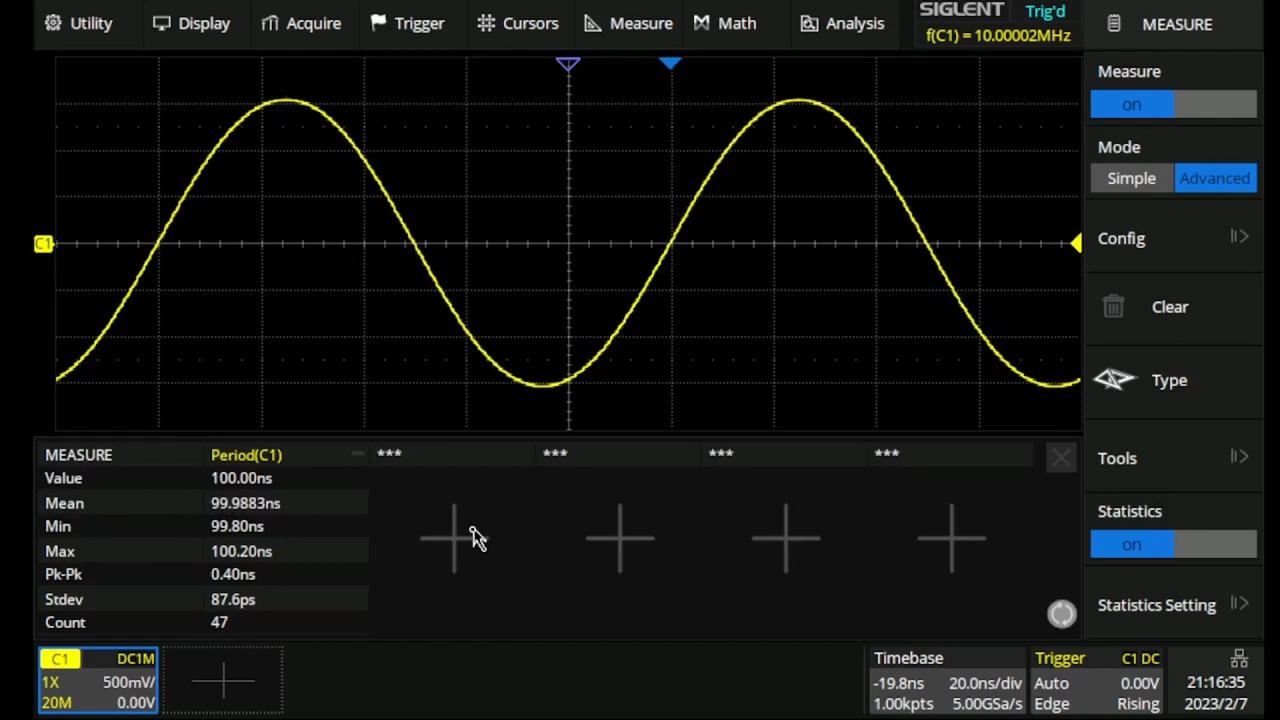 Utility Display Acquire Trigger Cursors Measure Math Analysis SIGLENT Trig'd MEASURE
f(C1) = 10.00002MHz
Measure
on
Mode
Simple Advanced
C1
Config
Clear
Type
MEASURE Period(C1) *** *** *** ***
Value 100.00ns
Mean 99.9883ns
Min 99.80ns
Max 100.20ns
Pk-Pk 0.40ns
Stdev 87.6ps
Count 47
Tools
Statistics
on
Statistics Setting
C1 DC1M
1X 500mV/
20M 0.00V
Timebase
-19.8ns 20.0ns/div
1.00kpts 5.00GSa/s
Trigger C1 DC
Auto 0.00V
Edge Rising
21:16:35
2023/2/7